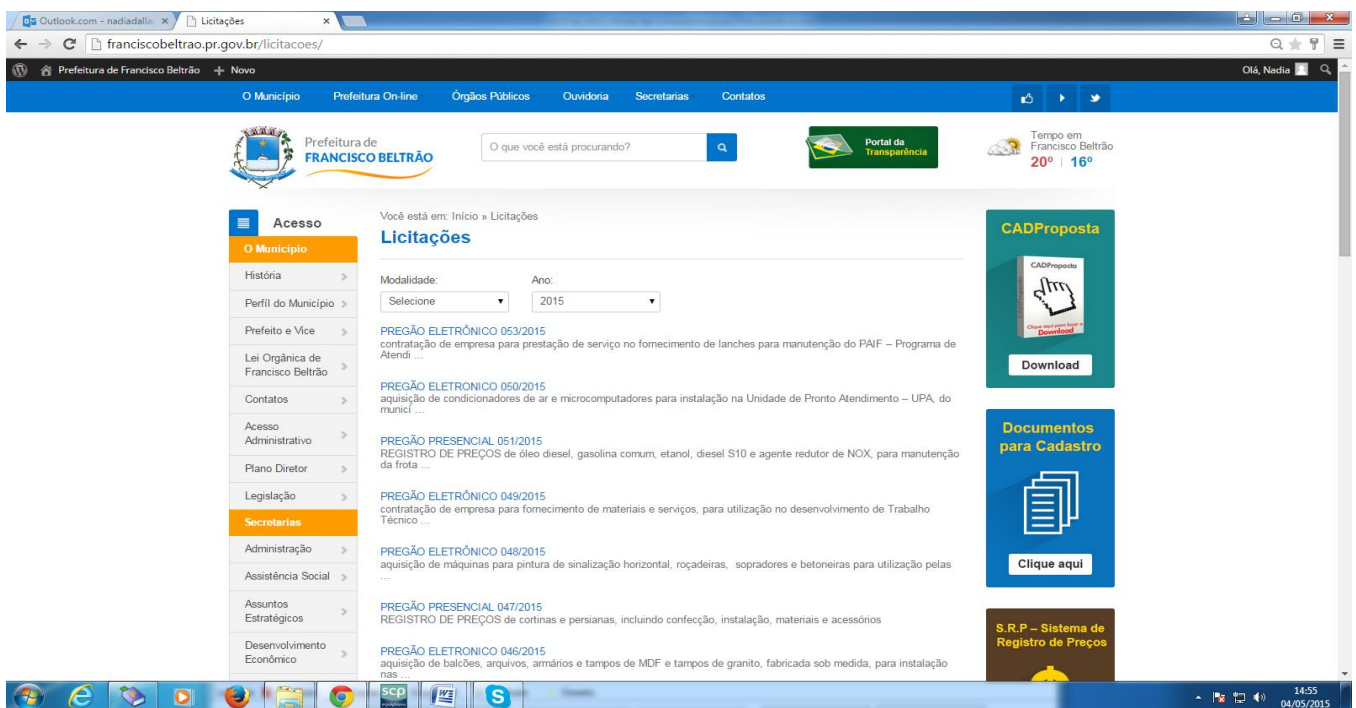 Outlook.com - nadiadalla
Licitações
franciscobeltrao.pr.gov.br/licitacoes/
Prefeitura de Francisco Beltrão + Novo
Olá, Nadia
O Município Prefeitura On-line Órgãos Públicos Ouvidoria Secretarias Contatos
Prefeitura de
FRANCISCO BELTRÃO
O que você está procurando?
Portal da
Transparência
Tempo em
Francisco Beltrão
20º | 16º
Acesso
O Município
História
Perfíl do Município
Prefeito e Vice
Lei Orgânica de
Francisco Beltrão
Contatos
Acesso
Administrativo
Plano Diretor
Legislação
Secretarias
Administração
Assistência Social
Assuntos
Estratégicos
Desenvolvimento
Econômico
Você está em: Início » Licitações
Licitações
Modalidade: Ano:
Selecione 2015
PREGÃO ELETRÔNICO 053/2015
contratação de empresa para prestação de serviço no fornecimento de lanches para manutenção do PAIF – Programa de
Atendi ...
PREGÃO ELETRONICO 050/2015
aquisição de condicionadores de ar e microcomputadores para instalação na Unidade de Pronto Atendimento – UPA, do
municí ...
PREGÃO PRESENCIAL 051/2015
REGISTRO DE PREÇOS de óleo diesel, gasolina comum, etanol, diesel S10 e agente redutor de NOX, para manutenção
da frota ...
PREGÃO ELETRÔNICO 049/2015
contratação de empresa para fornecimento de materiais e serviços, para utilização no desenvolvimento de Trabalho
Técnico ...
PREGÃO ELETRÔNICO 048/2015
aquisição de máquinas para pintura de sinalização horizontal, roçadeiras, sopradores e betoneiras para utilização pelas
...
PREGÃO PRESENCIAL 047/2015
REGISTRO DE PREÇOS de cortinas e persianas, incluindo confecção, instalação, materiais e acessórios
PREGÃO ELETRONICO 046/2015
aquisição de balcões, arquivos, armários e tampos de MDF e tampos de granito, fabricada sob medida, para instalação
nas ...
CADProposta
CADProposta
Clique aqui para fazer o
Download
Download
Documentos
para Cadastro
Clique aqui
S.R.P – Sistema de
Registro de Preços
scp
14:55
04/05/2015